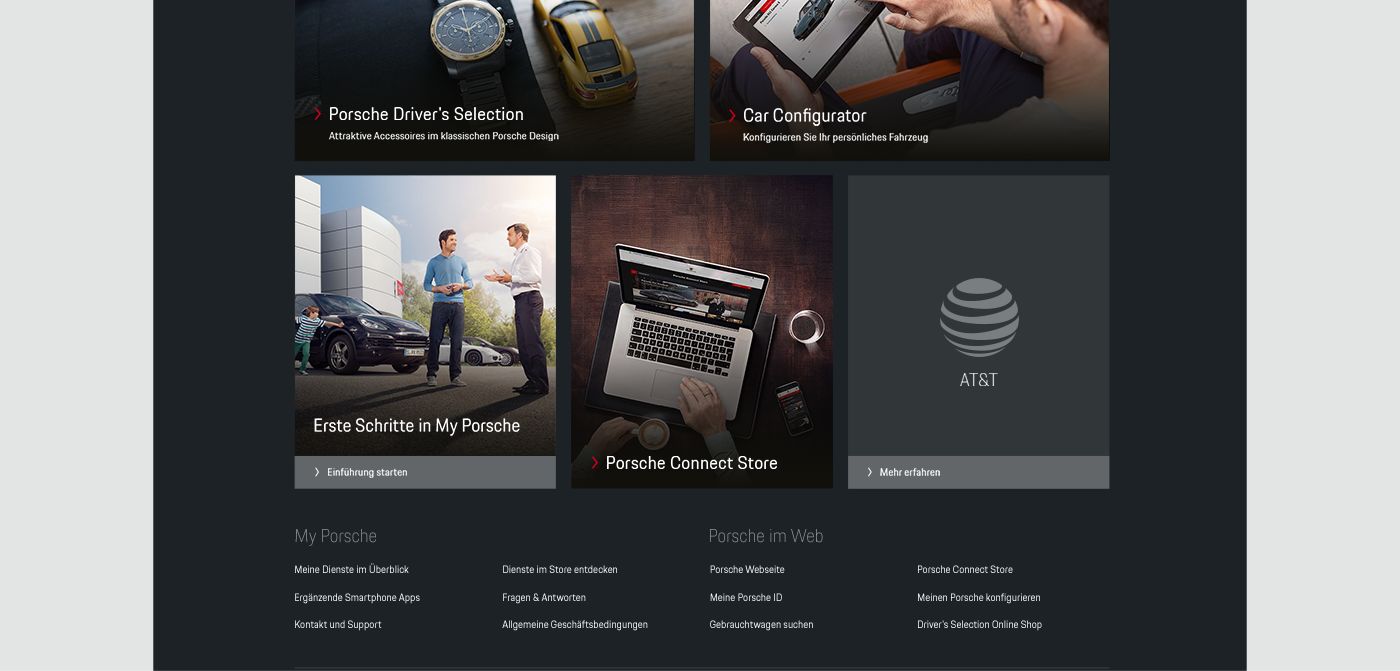 Porsche Driver's Selection
Attraktive Accessoires im klassischen Porsche Design
Car Configurator
Konfigurieren Sie Ihr persönliches Fahrzeug
Erste Schritte in My Porsche
Einführung starten
Porsche Connect Store
AT&T
Mehr erfahren
My Porsche
Meine Dienste im Überblick
Ergänzende Smartphone Apps
Kontakt und Support
Dienste im Store entdecken
Fragen & Antworten
Allgemeine Geschäftsbedingungen
Porsche im Web
Porsche Webseite
Meine Porsche ID
Gebrauchtwagen suchen
Porsche Connect Store
Meinen Porsche konfigurieren
Driver's Selection Online Shop